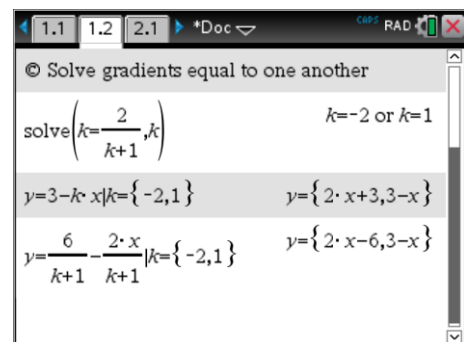 1.1 1.2 2.1 *Doc CAPS RAD
© Solve gradients equal to one another
solve(k=2/(k+1),k) k=-2 or k=1
y=3-k·x|k={-2,1} y={2·x+3,3-x}
y=6/(k+1)-2·x/(k+1)|k={-2,1} y={2·x-6,3-x}